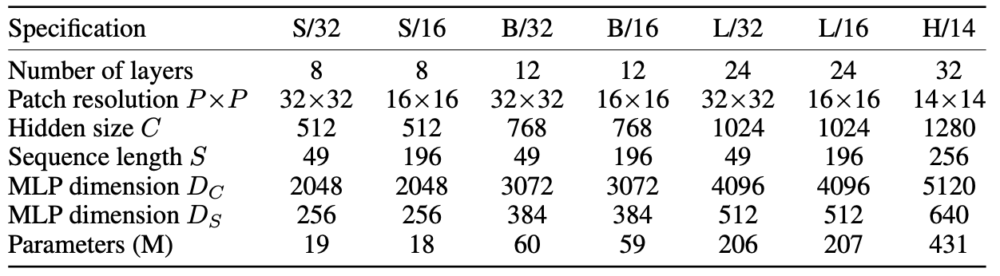 Specification S/32 S/16 B/32 B/16 L/32 L/16 H/14
Number of layers 8 8 12 12 24 24 32
Patch resolution P×P 32×32 16×16 32×32 16×16 32×32 16×16 14×14
Hidden size C 512 512 768 768 1024 1024 1280
Sequence length S 49 196 49 196 49 196 256
MLP dimension D_C 2048 2048 3072 3072 4096 4096 5120
MLP dimension D_S 256 256 384 384 512 512 640
Parameters (M) 19 18 60 59 206 207 431